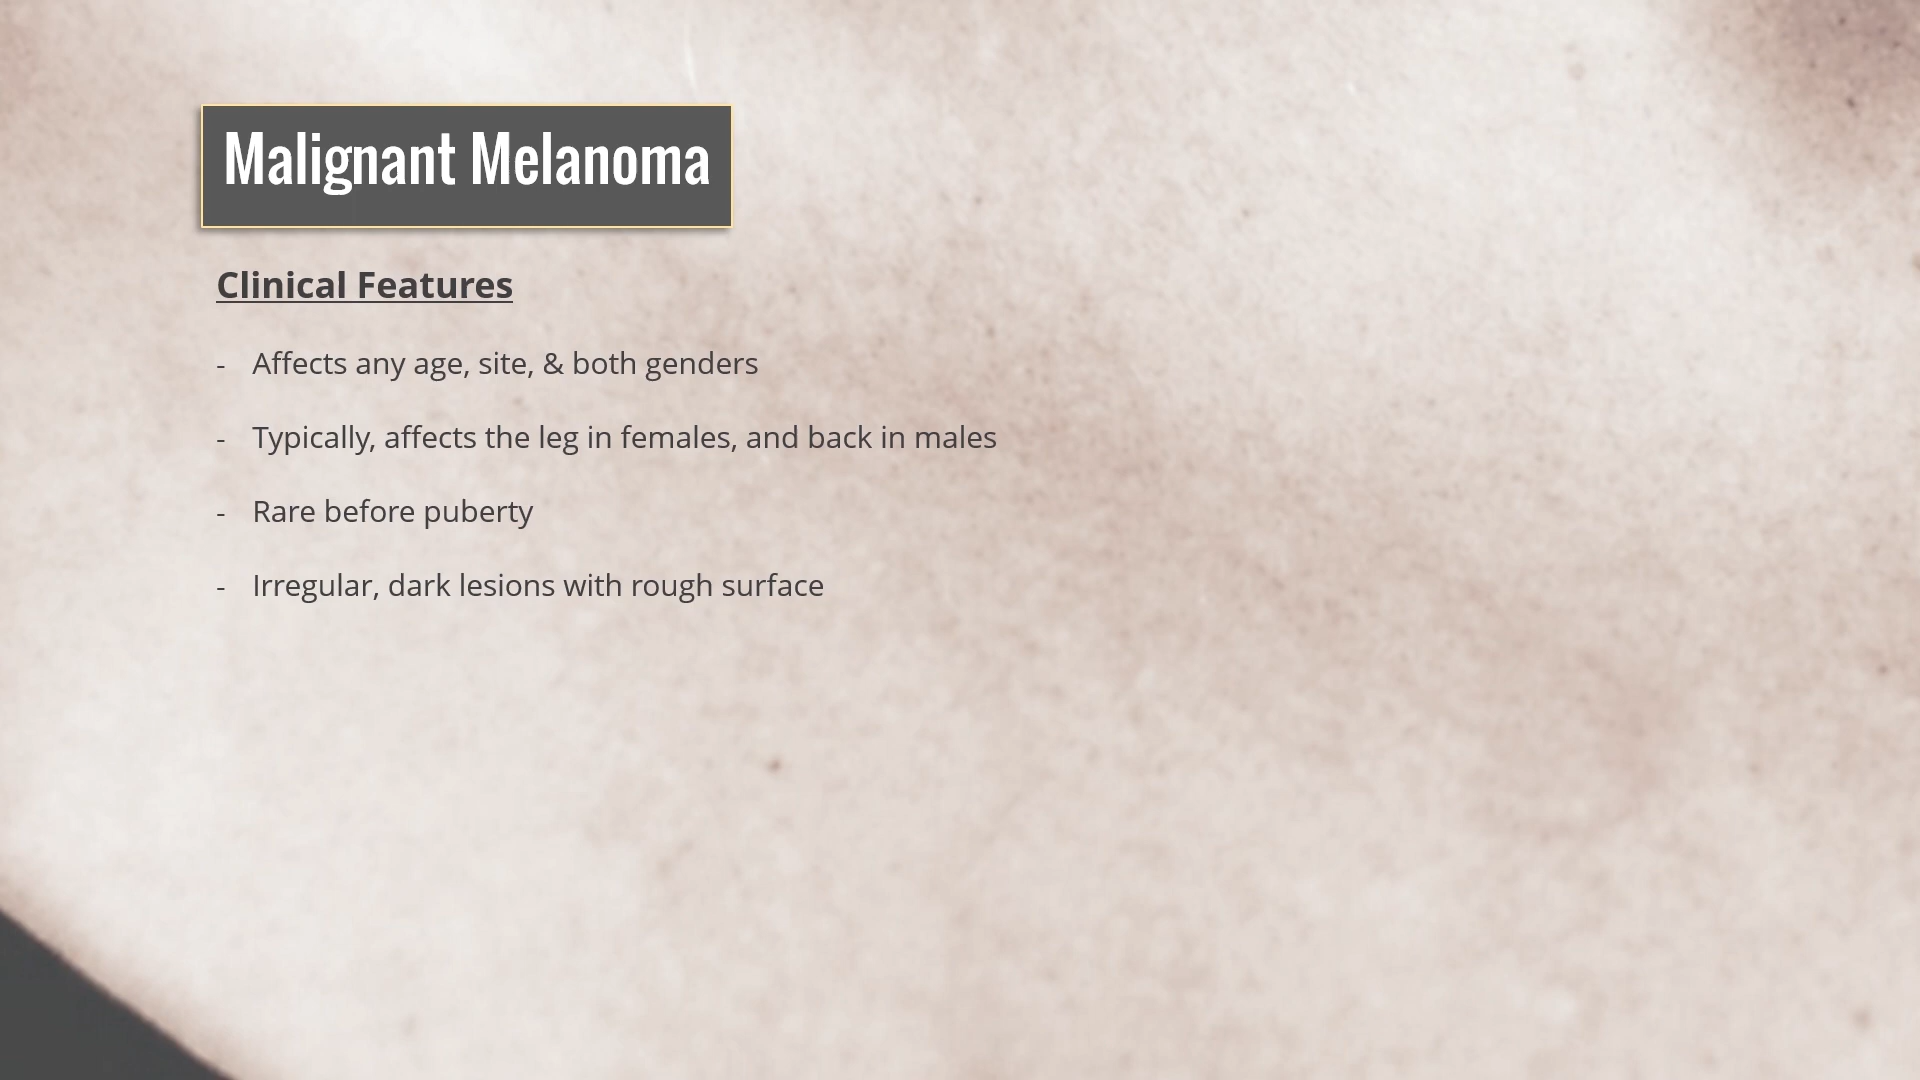 Malignant Melanoma
Clinical Features
- Affects any age, site, & both genders
- Typically, affects the leg in females, and back in males
- Rare before puberty
- Irregular, dark lesions with rough surface